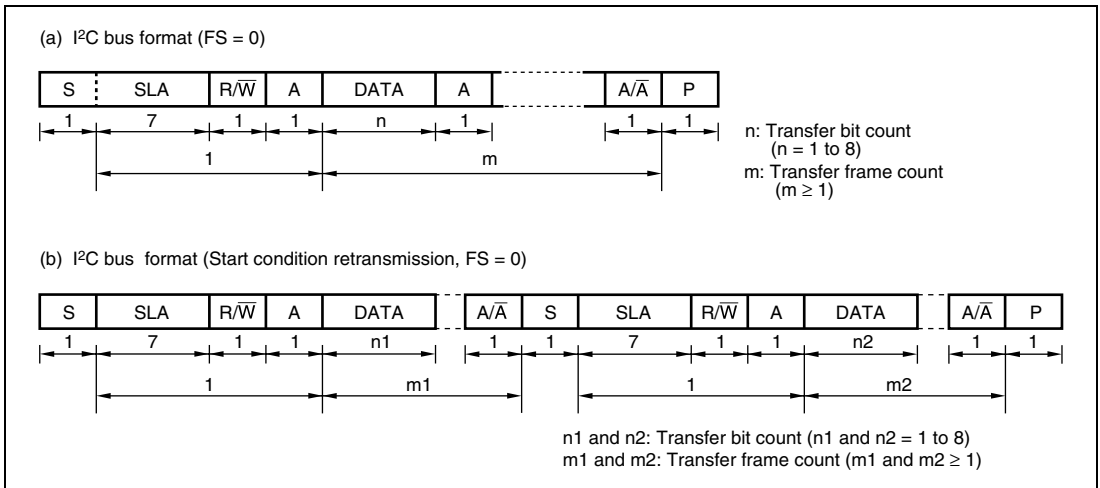 (a) I²C bus format (FS = 0)
S SLA R/W̅ A DATA A A/A̅ P
1 7 1 1 n 1 1 1
1 m
n: Transfer bit count
(n = 1 to 8)
m: Transfer frame count
(m ≥ 1)
(b) I²C bus format (Start condition retransmission, FS = 0)
S SLA R/W̅ A DATA A/A̅ S SLA R/W̅ A DATA A/A̅ P
1 7 1 1 n1 1 1 7 1 1 n2 1 1
1 m1 1 m2
n1 and n2: Transfer bit count (n1 and n2 = 1 to 8)
m1 and m2: Transfer frame count (m1 and m2 ≥ 1)